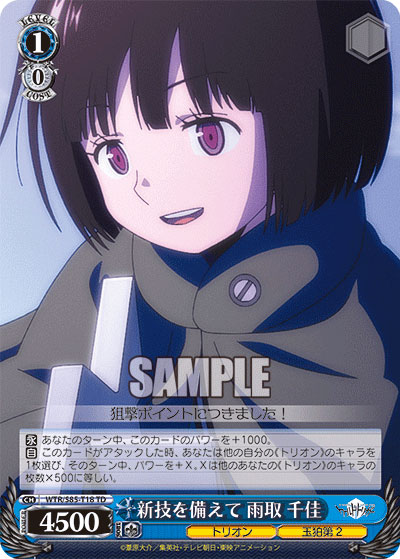 LEVEL
1
0
COST
SAMPLE
狙撃ポイントにつきました!
永 あなたのターン中、このカードのパワーを+1000。
自 このカードがアタックした時、あなたは他の自分の《トリオン》のキャラを
1枚選び、そのターン中、パワーを+X。Xは他のあなたの《トリオン》のキャラの
枚数×500に等しい。
CH WTR/S85-T18 TD
POWER
4500
新技を備えて 雨取 千佳
トリオン
玉狛第2
©葦原大介/集英社・テレビ朝日・東映アニメーション